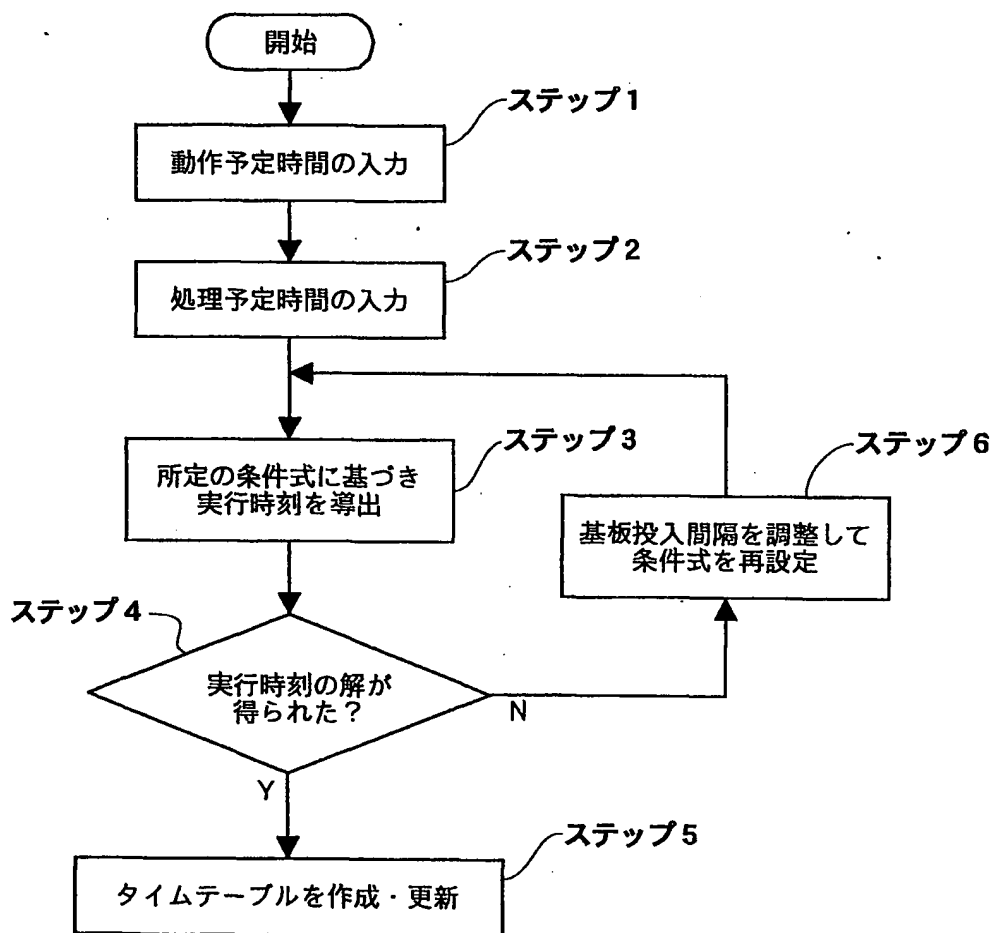 開始
ステップ1
動作予定時間の入力
ステップ2
処理予定時間の入力
ステップ3
所定の条件式に基づき
実行時刻を導出
ステップ6
基板投入間隔を調整して
条件式を再設定
ステップ4
実行時刻の解が
得られた？
N
Y
ステップ5
タイムテーブルを作成・更新